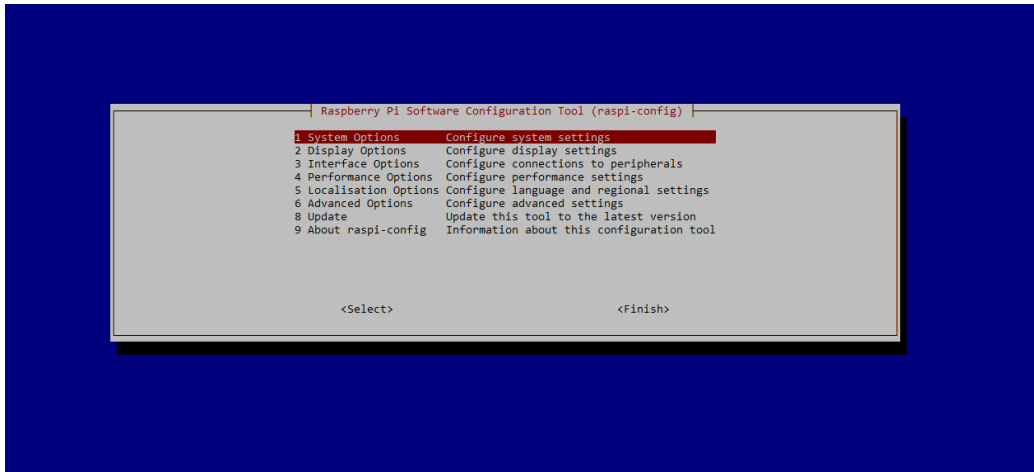 Raspberry Pi Software Configuration Tool (raspi-config)
1 System Options Configure system settings
2 Display Options Configure display settings
3 Interface Options Configure connections to peripherals
4 Performance Options Configure performance settings
5 Localisation Options Configure language and regional settings
6 Advanced Options Configure advanced settings
8 Update Update this tool to the latest version
9 About raspi-config Information about this configuration tool
<Select> <Finish>